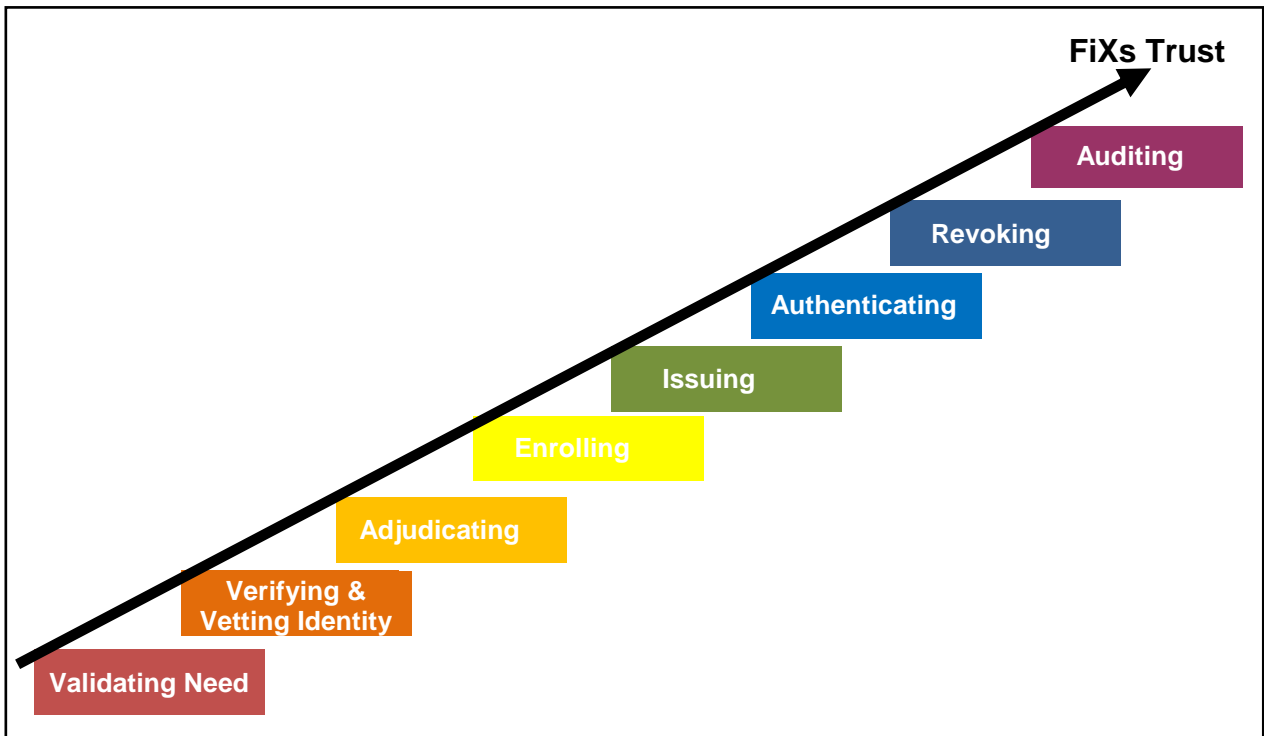 FiXs Trust
Auditing
Revoking
Authenticating
Issuing
Enrolling
Adjudicating
Verifying &
Vetting Identity
Validating Need